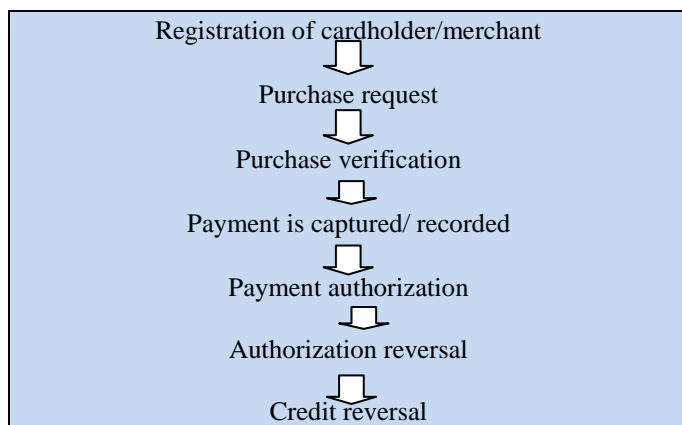 Registration of cardholder/merchant
Purchase request
Purchase verification
Payment is captured/ recorded
Payment authorization
Authorization reversal
Credit reversal